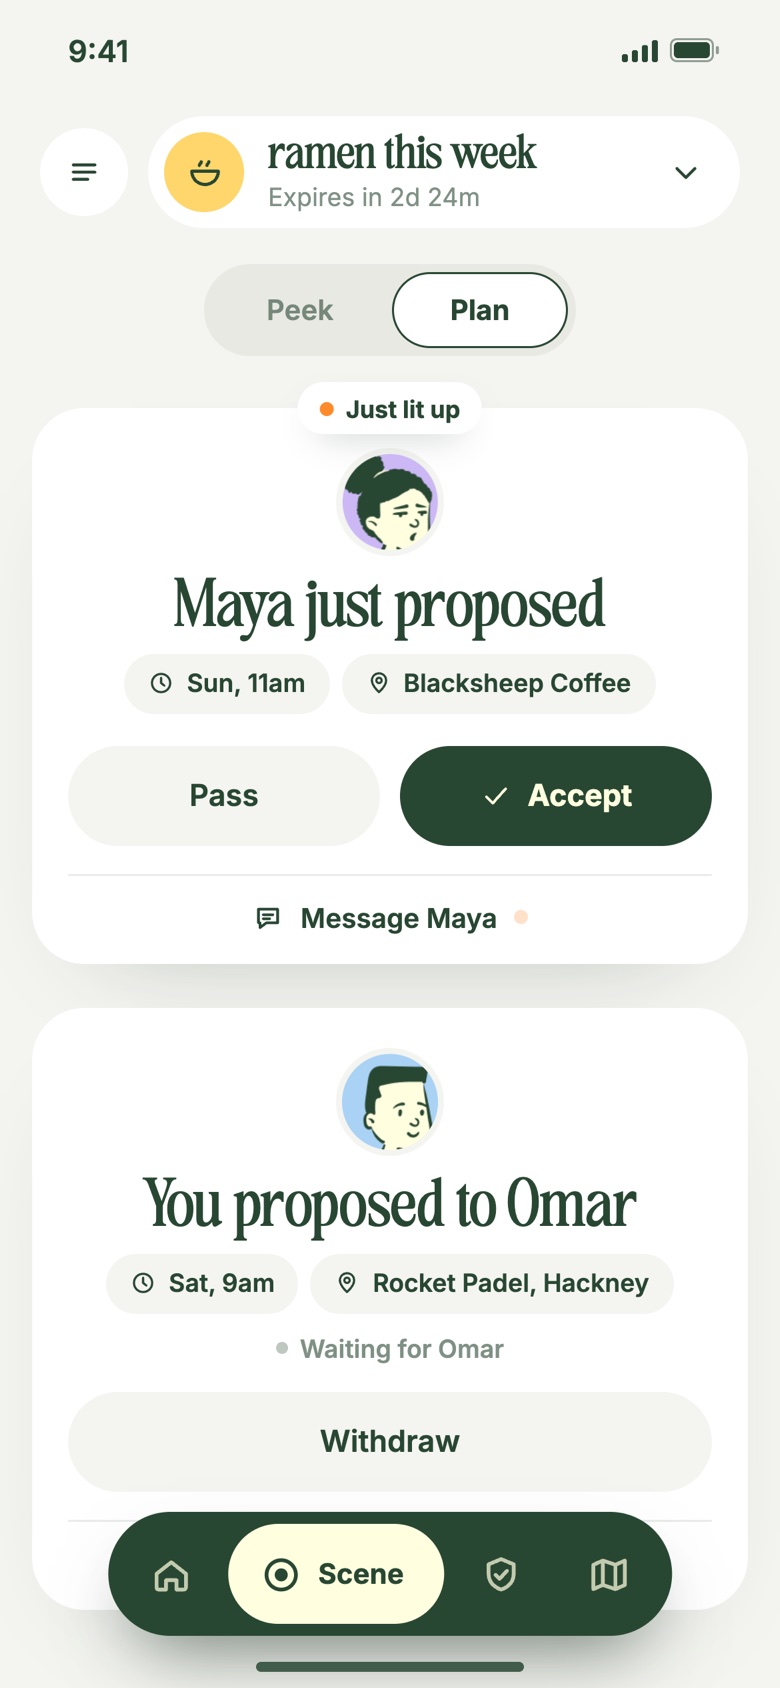 9:41
ramen this week
Expires in 2d 24m
Peek
Plan
Just lit up
Maya just proposed
Sun, 11am
Blacksheep Coffee
Pass
Accept
Message Maya
You proposed to Omar
Sat, 9am
Rocket Padel, Hackney
Waiting for Omar
Withdraw
Scene